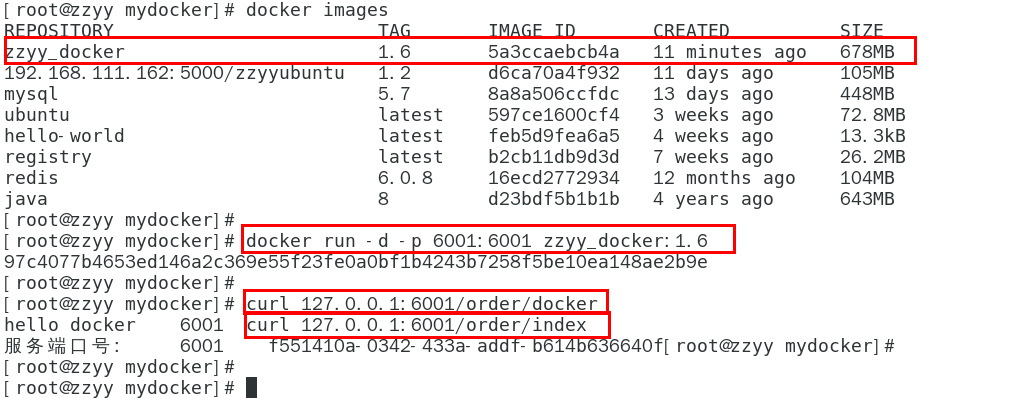 [root@zzyy mydocker]# docker images
REPOSITORY TAG IMAGE ID CREATED SIZE
zzyy_docker 1.6 5a3ccaebcb4a 11 minutes ago 678MB
192.168.111.162:5000/zzyyubuntu 1.2 d6ca70a4f932 11 days ago 105MB
mysql 5.7 8a8a506ccfdc 13 days ago 448MB
ubuntu latest 597ce1600cf4 3 weeks ago 72.8MB
hello-world latest feb5d9fea6a5 4 weeks ago 13.3kB
registry latest b2cb11db9d3d 7 weeks ago 26.2MB
redis 6.0.8 16ecd2772934 12 months ago 104MB
java 8 d23bdf5b1b1b 4 years ago 643MB
[root@zzyy mydocker]#
[root@zzyy mydocker]# docker run -d -p 6001:6001 zzyy_docker:1.6
97c4077b4653ed146a2c369e55f23fe0a0bf1b4243b7258f5be10ea148ae2b9e
[root@zzyy mydocker]#
[root@zzyy mydocker]# curl 127.0.0.1:6001/order/docker
hello docker 6001 curl 127.0.0.1:6001/order/index
服务端口号: 6001 f551410a-0342-433a-addf-b614b636640f[root@zzyy mydocker]#
[root@zzyy mydocker]#
[root@zzyy mydocker]#